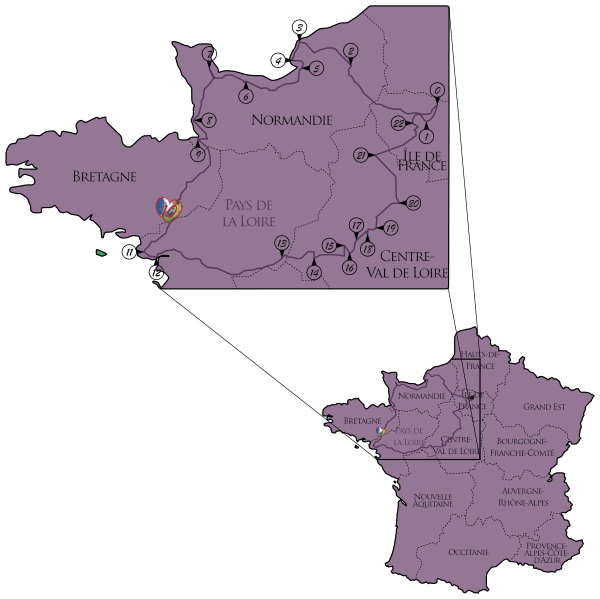 3
2
7
4
5
0
6
8
NORMANDIE
22
1
9
21
ÎLE DE
FRANCE
BRETAGNE
PAYS DE
LA LOIRE
20
17
19
13
15
18
11
CENTRE-
VAL DE LOIRE
16
14
12
HAUTS-DE-
FRANCE
NORMANDIE
ÎLE DE
FRANCE
GRAND EST
BRETAGNE
PAYS DE
LA LOIRE
CENTRE-
VAL DE LOIRE
BOURGOGNE-
FRANCHE-COMTÉ
NOUVELLE
AQUITAINE
AUVERGNE-
RHÔNE-ALPES
OCCITANIE
PROVENCE-
ALPES-CÔTE-
D'AZUR